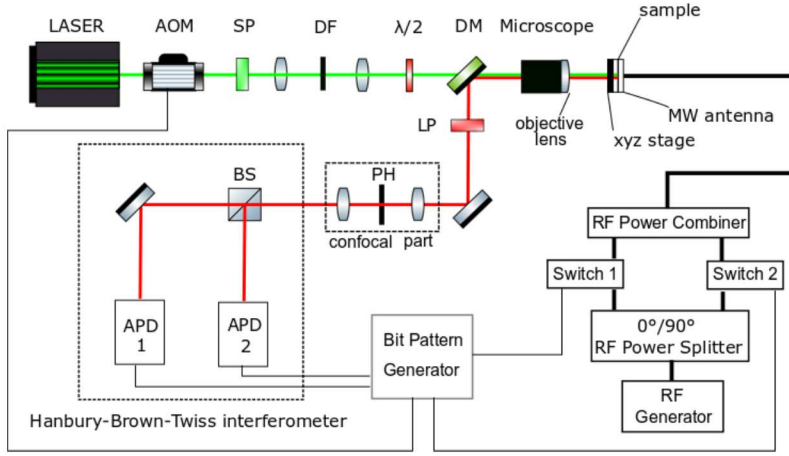 LASER
AOM
SP
DF
λ/2
DM
Microscope
sample
LP
objective
lens
MW antenna
xyz stage
BS
PH
confocal part
RF Power Combiner
Switch 1
Switch 2
APD
1
APD
2
Bit Pattern
Generator
0°/90°
RF Power Splitter
RF
Generator
Hanbury-Brown-Twiss interferometer